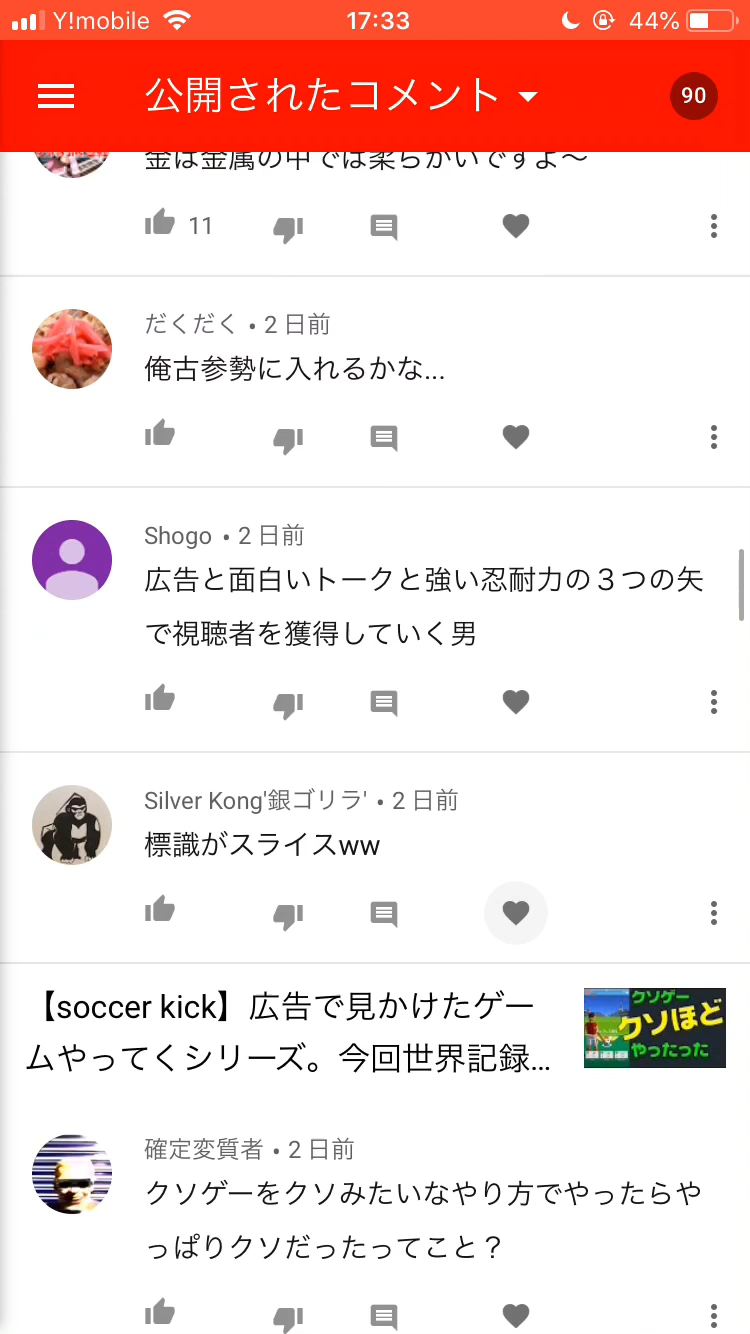 Y!mobile 17:33 44%
公開されたコメント 90
金は金属の中では柔らかいですよ〜
11
だくだく • 2 日前
俺古参勢に入れるかな...
Shogo • 2 日前
広告と面白いトークと強い忍耐力の３つの矢
で視聴者を獲得していく男
Silver Kong'銀ゴリラ' • 2 日前
標識がスライスww
【soccer kick】広告で見かけたゲー
ムやってくシリーズ。今回世界記録...
クソゲー
クソほど
やったった
確定変質者 • 2 日前
クソゲーをクソみたいなやり方でやったらや
っぱりクソだったってこと？